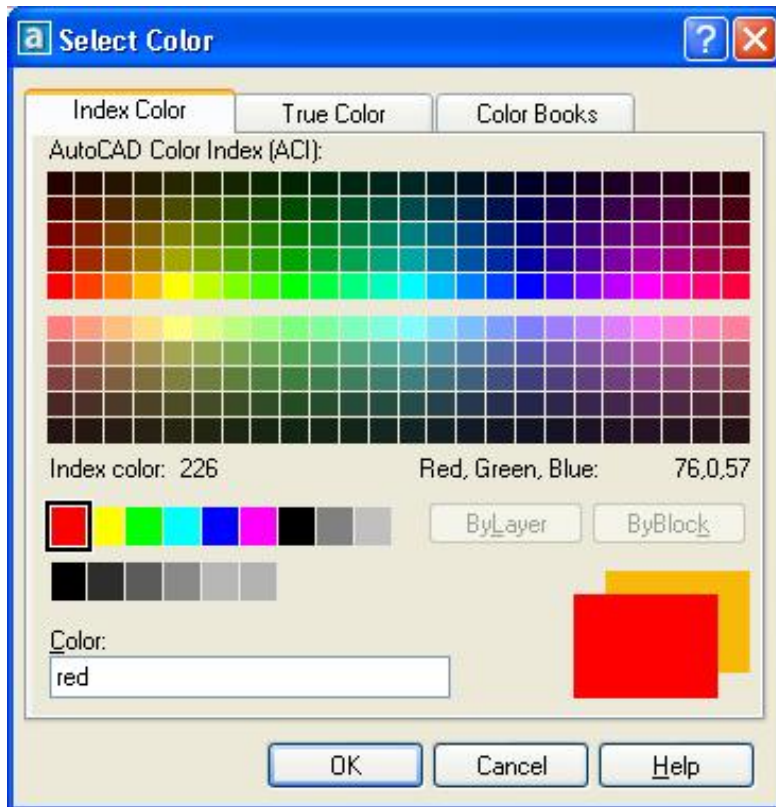 a Select Color ?
Index Color True Color Color Books
AutoCAD Color Index (ACI):
Index color: 226 Red, Green, Blue: 76,0,57
ByLayer ByBlock
Color:
red
OK Cancel Help